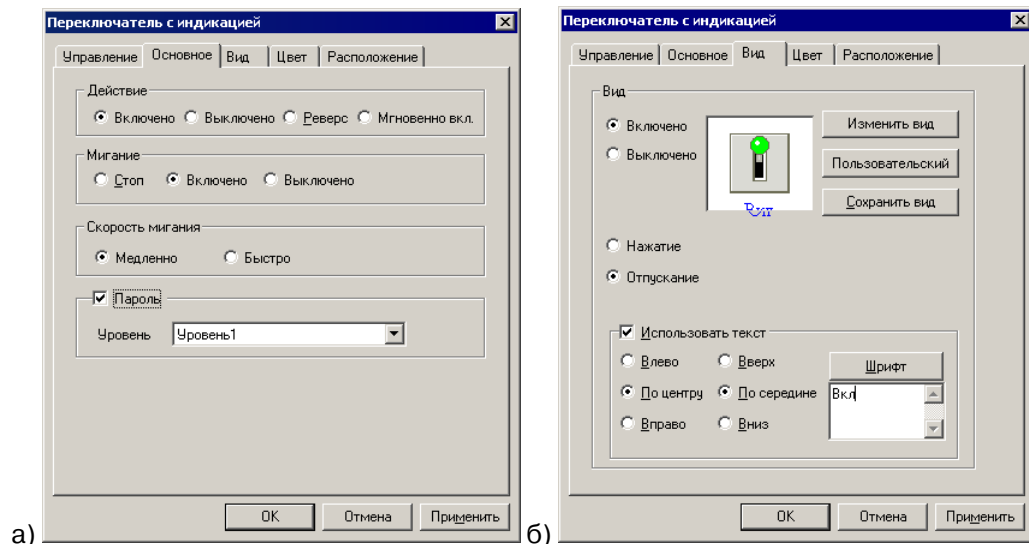 Переключатель с индикацией
Управление Основное Вид Цвет Расположение
Действие
Включено Выключено Реверс Мгновенно вкл.
Мигание
Стоп Включено Выключено
Скорость мигания
Медленно Быстро
Пароль
Уровень Уровень1
OK Отмена Применить
а)
Переключатель с индикацией
Управление Основное Вид Цвет Расположение
Вид
Включено Изменить вид
Выключено Пользовательский
Сохранить вид
Нажатие
Отпускание
Использовать текст
Влево Вверх Шрифт
По центру По середине Вкл
Вправо Вниз
OK Отмена Применить
б)